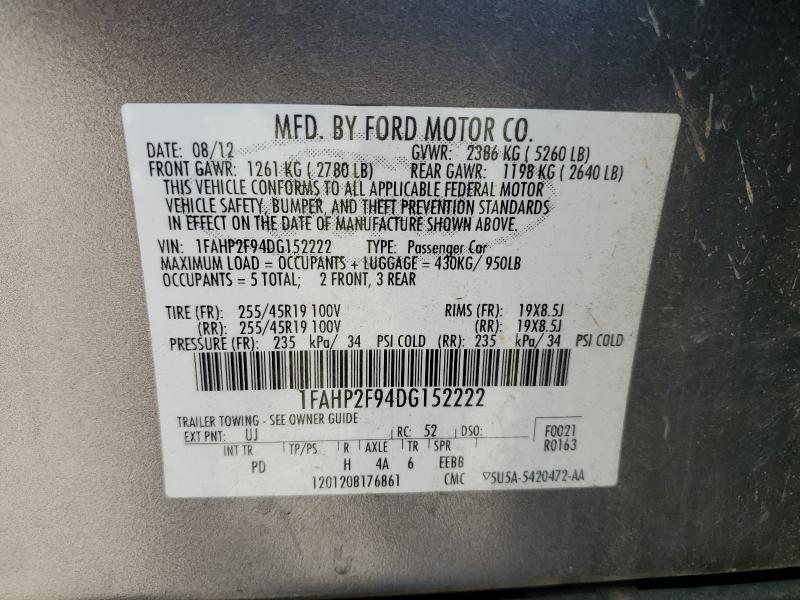 MFD. BY FORD MOTOR CO.
DATE: 08/12 GVWR: 2386 KG ( 5260 LB)
FRONT GAWR: 1261 KG ( 2780 LB) REAR GAWR: 1198 KG ( 2640 LB)
THIS VEHICLE CONFORMS TO ALL APPLICABLE FEDERAL MOTOR
VEHICLE SAFETY, BUMPER, AND THEFT PREVENTION STANDARDS
IN EFFECT ON THE DATE OF MANUFACTURE SHOWN ABOVE.
VIN: 1FAHP2F94DG152222 TYPE: Passenger Car
MAXIMUM LOAD = OCCUPANTS + LUGGAGE = 430KG/ 950LB
OCCUPANTS = 5 TOTAL; 2 FRONT, 3 REAR
TIRE (FR): 255/45R19 100V RIMS (FR): 19X8.5J
(RR): 255/45R19 100V (RR): 19X8.5J
PRESSURE (FR): 235 kPa/ 34 PSI COLD (RR): 235 kPa/ 34 PSI COLD
1FAHP2F94DG152222
TRAILER TOWING - SEE OWNER GUIDE
EXT PNT: UJ RC: 52 DSO: F0021
INT TR TP/PS R AXLE TR SPR R0163
PD H 4A 6 EEBB
1201208176861 CMC ▽5U5A-5420472-AA